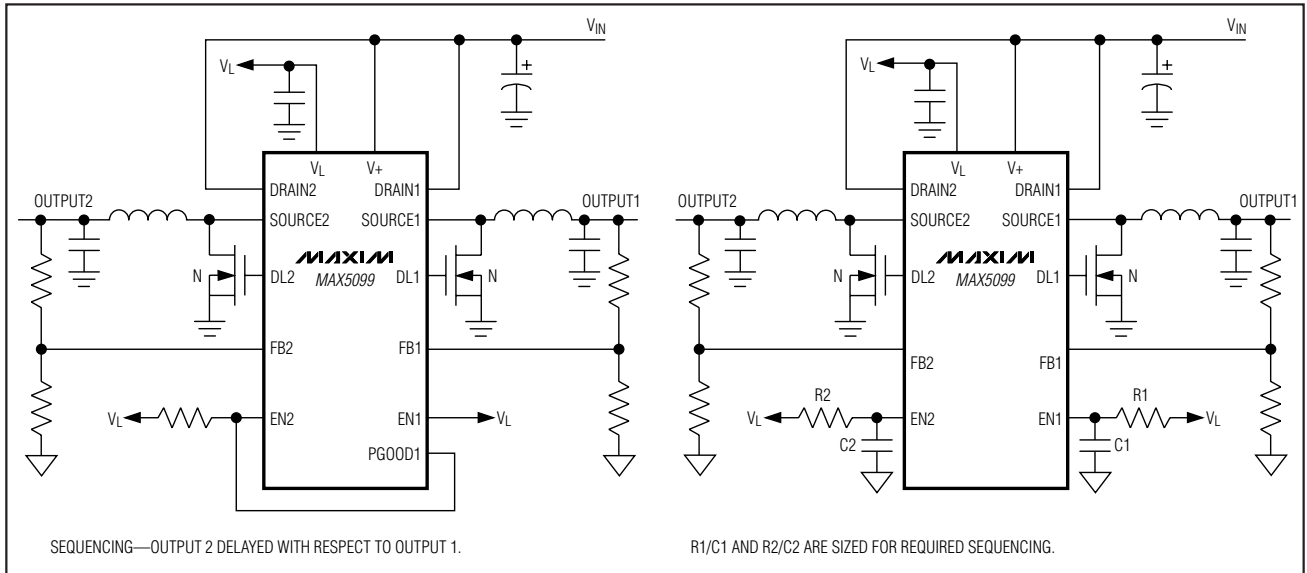 VIN
VL
VL
V+
DRAIN2
DRAIN1
OUTPUT2
SOURCE2
SOURCE1
OUTPUT1
MAXIM
MAX5099
N
DL2
DL1
N
FB2
FB1
VL
EN2
EN1
VL
PGOOD1
SEQUENCING—OUTPUT 2 DELAYED WITH RESPECT TO OUTPUT 1.
VIN
VL
VL
V+
DRAIN2
DRAIN1
OUTPUT2
SOURCE2
SOURCE1
OUTPUT1
MAXIM
MAX5099
N
DL2
DL1
N
FB2
FB1
R2
R1
VL
EN2
EN1
VL
C2
C1
R1/C1 AND R2/C2 ARE SIZED FOR REQUIRED SEQUENCING.